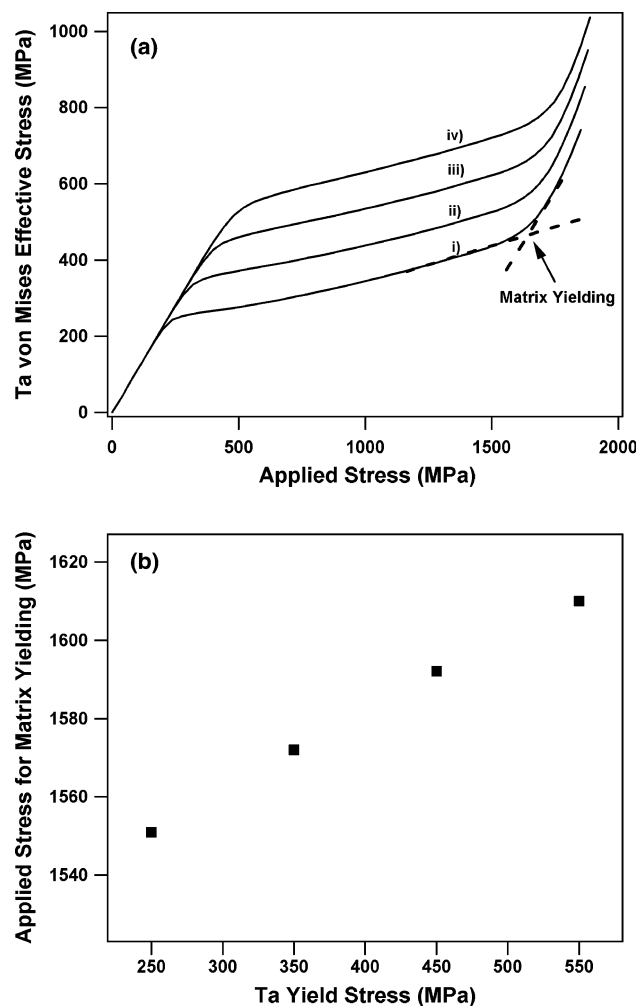 (a)
Ta von Mises Effective Stress (MPa)
1000
800
600
400
200
0
iv)
iii)
ii)
i)
Matrix Yielding
0 500 1000 1500 2000
Applied Stress (MPa)
(b)
Applied Stress for Matrix Yielding (MPa)
1620
1600
1580
1560
1540
250 300 350 400 450 500 550
Ta Yield Stress (MPa)